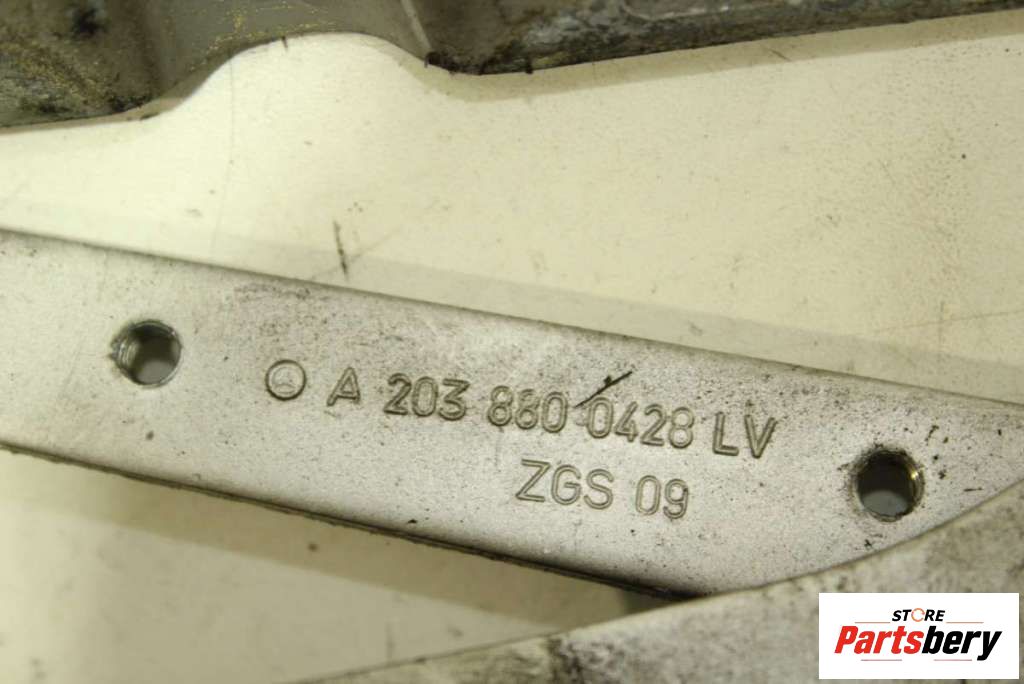 A 203 880 0428 LV
ZGS 09
STORE
Partsbery